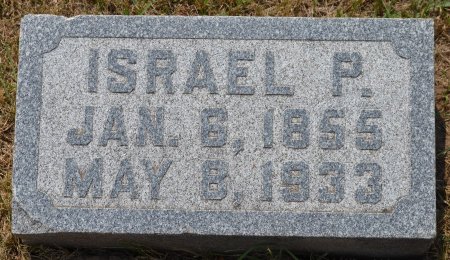 ISRAEL P.
JAN. 6, 1855
MAY 6, 1933